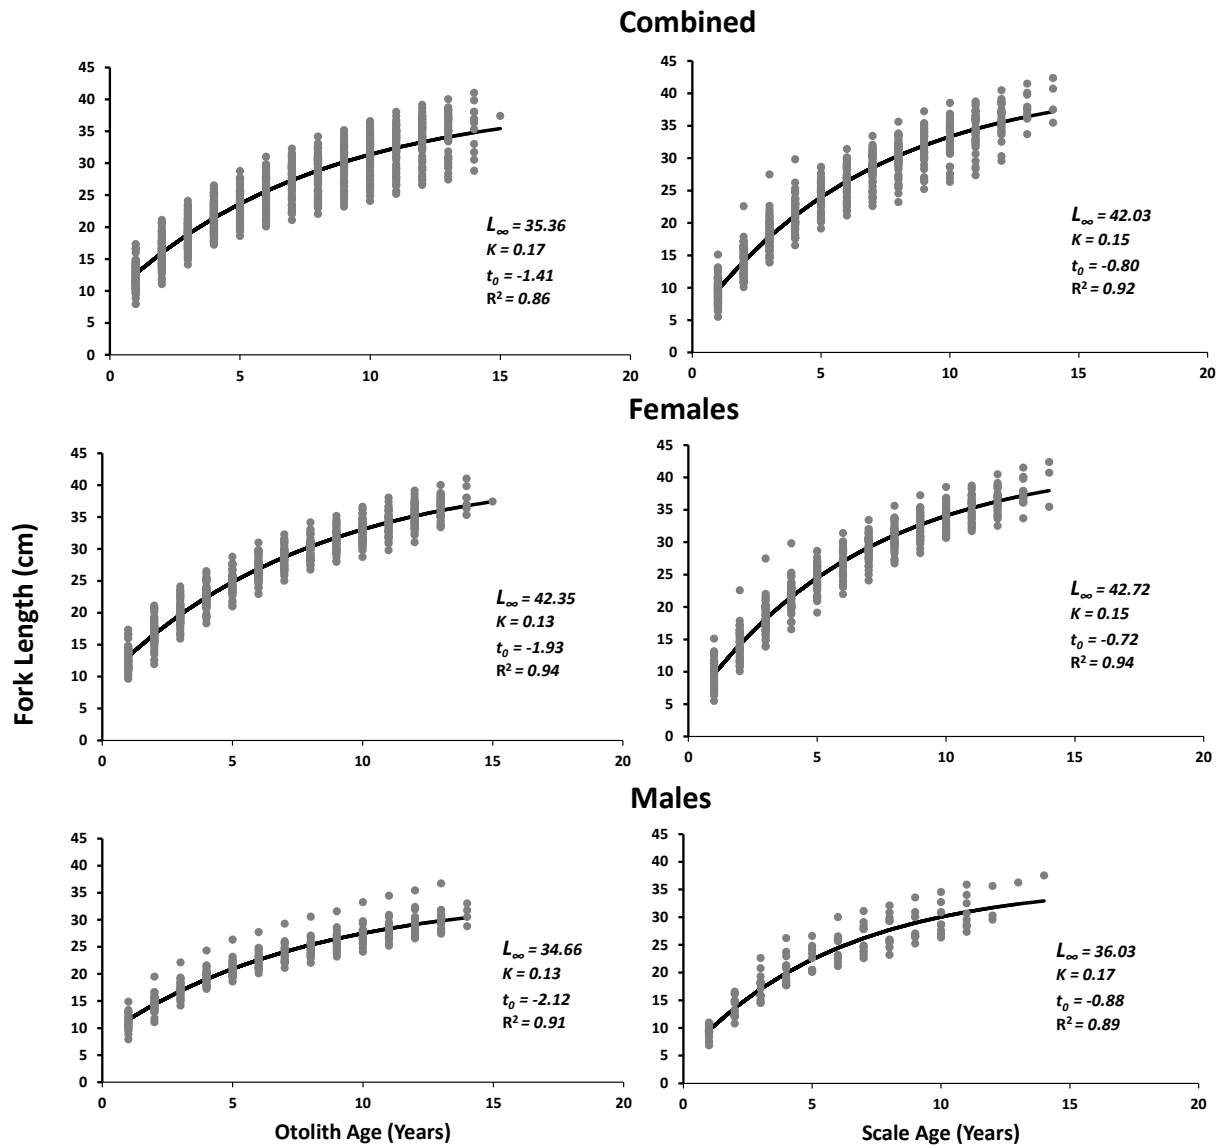 Combined
45
40
35
30
25
20
15
10
5
0
0 5 10 15 20
L∞ = 35.36
K = 0.17
t0 = -1.41
R² = 0.86
45
40
35
30
25
20
15
10
5
0
0 5 10 15 20
L∞ = 42.03
K = 0.15
t0 = -0.80
R² = 0.92
Females
Fork Length (cm)
45
40
35
30
25
20
15
10
5
0
0 5 10 15 20
L∞ = 42.35
K = 0.13
t0 = -1.93
R² = 0.94
45
40
35
30
25
20
15
10
5
0
0 5 10 15 20
L∞ = 42.72
K = 0.15
t0 = -0.72
R² = 0.94
Males
45
40
35
30
25
20
15
10
5
0
0 5 10 15 20
L∞ = 34.66
K = 0.13
t0 = -2.12
R² = 0.91
Otolith Age (Years)
45
40
35
30
25
20
15
10
5
0
0 5 10 15 20
L∞ = 36.03
K = 0.17
t0 = -0.88
R² = 0.89
Scale Age (Years)